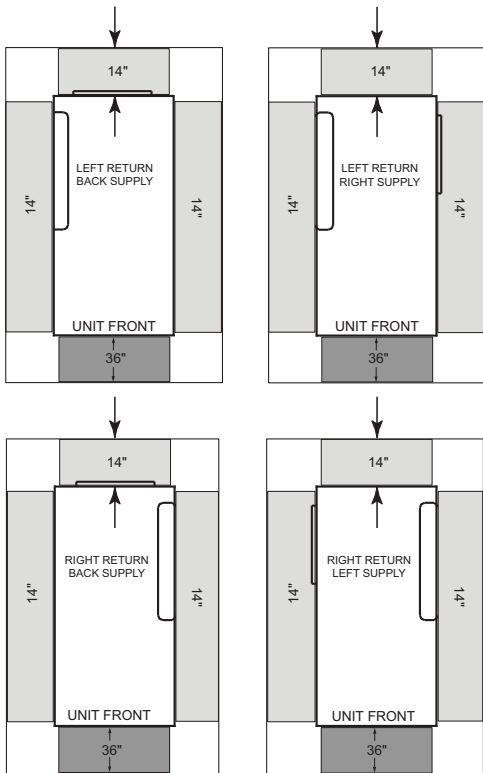 14"
14"
LEFT RETURN
BACK SUPPLY
14"
UNIT FRONT
36"
14"
14"
LEFT RETURN
RIGHT SUPPLY
14"
UNIT FRONT
36"
14"
14"
RIGHT RETURN
BACK SUPPLY
14"
UNIT FRONT
36"
14"
14"
RIGHT RETURN
LEFT SUPPLY
14"
UNIT FRONT
36"